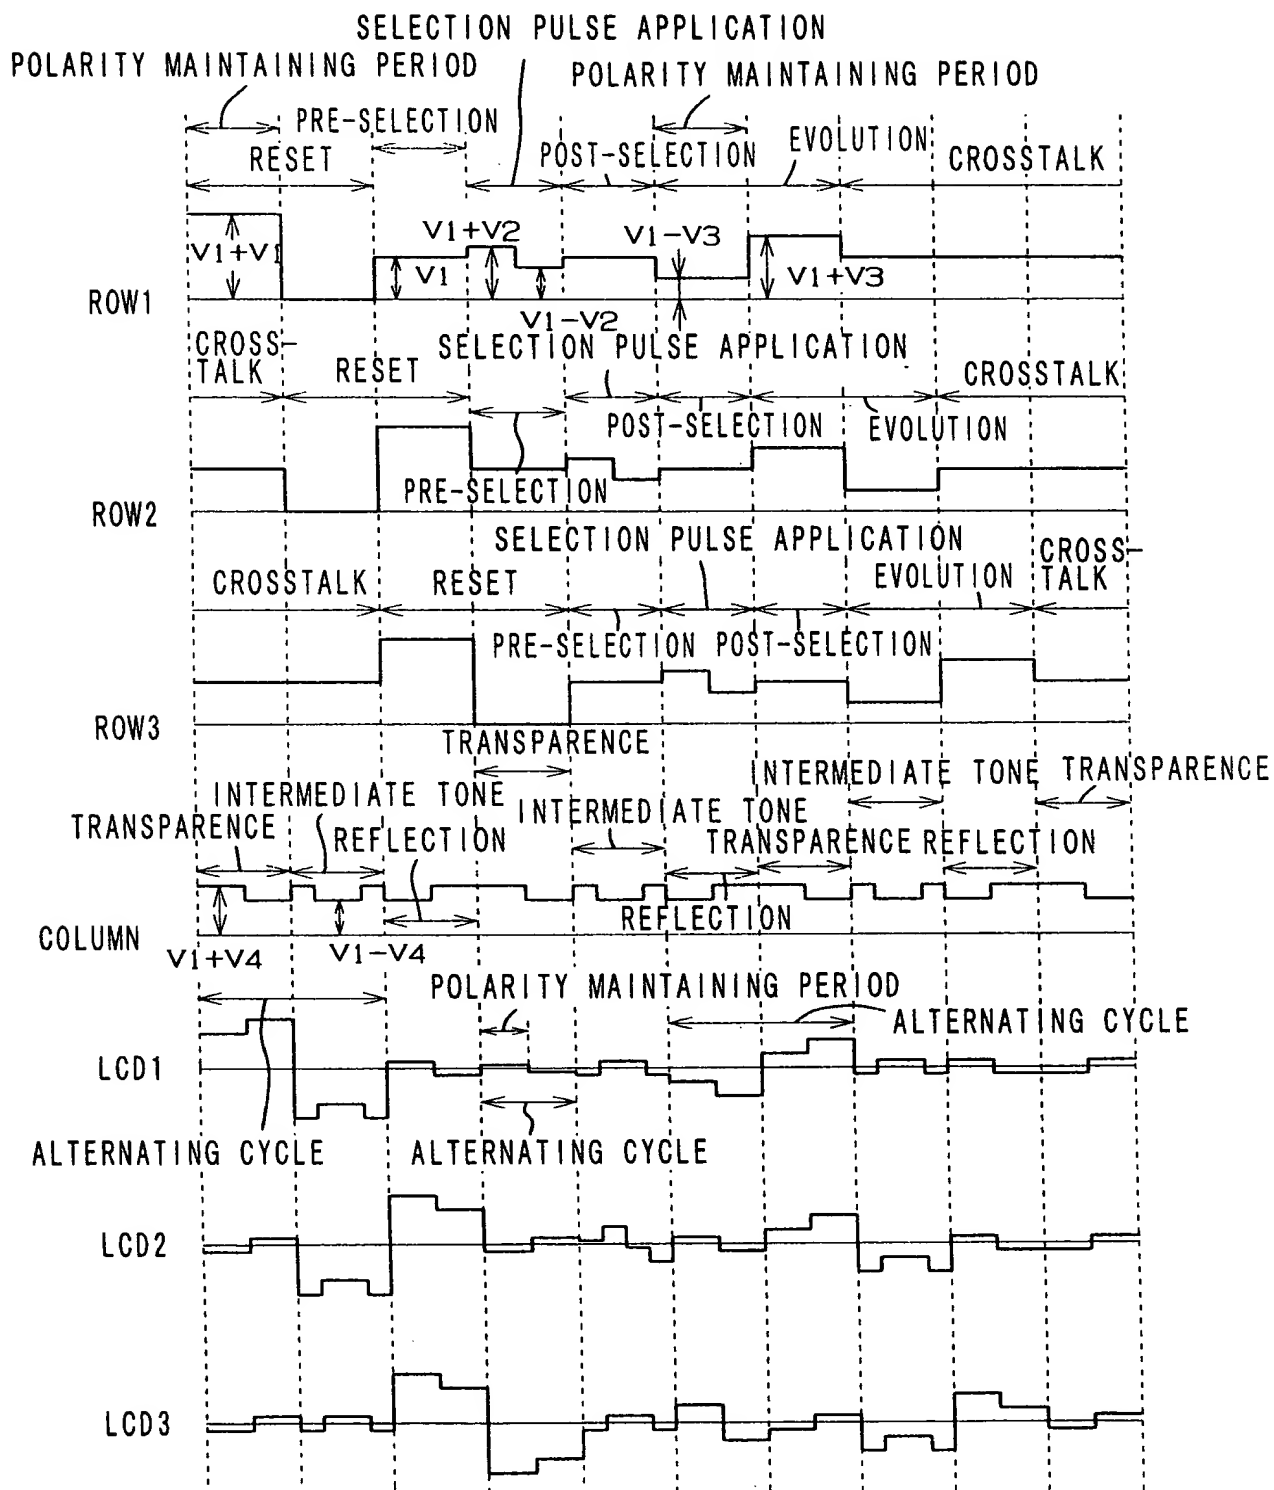 SELECTION PULSE APPLICATION
POLARITY MAINTAINING PERIOD
POLARITY MAINTAINING PERIOD
PRE-SELECTION
EVOLUTION
RESET
POST-SELECTION
CROSSTALK
V1+V1
V1+V2
V1-V3
V1
V1+V3
ROW1
V1-V2
CROSS-
TALK
SELECTION PULSE APPLICATION
RESET
CROSSTALK
POST-SELECTION
EVOLUTION
PRE-SELECTION
ROW2
SELECTION PULSE APPLICATION
CROSS-
TALK
CROSSTALK
RESET
EVOLUTION
PRE-SELECTION
POST-SELECTION
ROW3
TRANSPARENCE
INTERMEDIATE TONE
TRANSPARENCE
INTERMEDIATE TONE
INTERMEDIATE TONE
TRANSPARENCE
REFLECTION
TRANSPARENCE
REFLECTION
REFLECTION
COLUMN
V1+V4
V1-V4
POLARITY MAINTAINING PERIOD
ALTERNATING CYCLE
LCD1
ALTERNATING CYCLE
ALTERNATING CYCLE
LCD2
LCD3